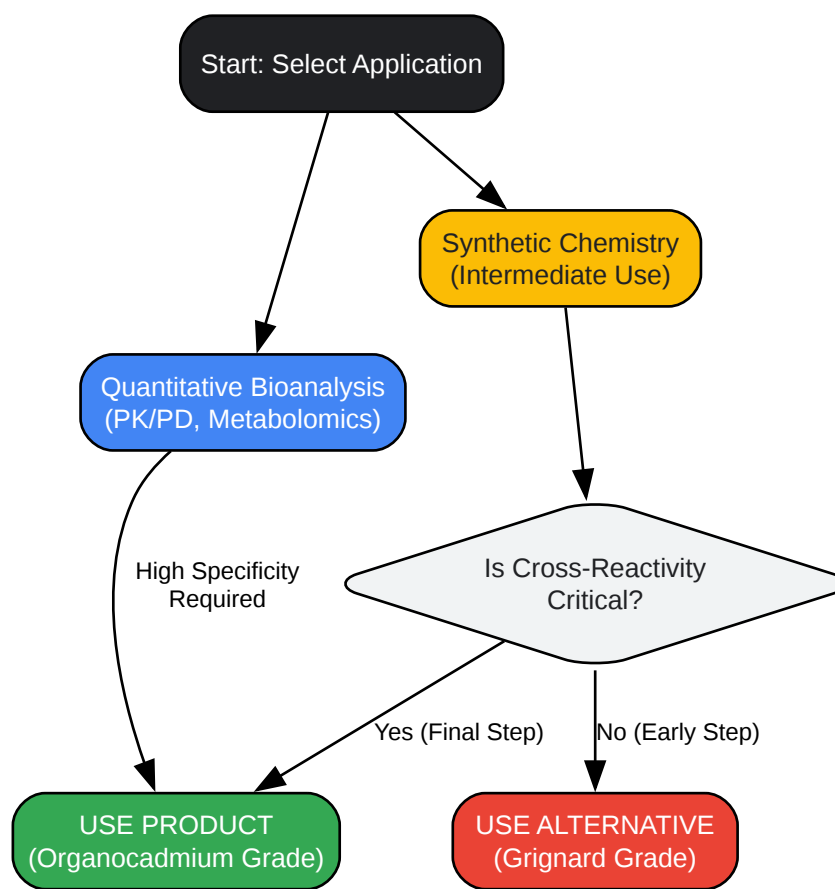 Start: Select Application
Synthetic Chemistry
(Intermediate Use)
Quantitative Bioanalysis
(PK/PD, Metabolomics)
High Specificity
Required
Is Cross-Reactivity
Critical?
Yes (Final Step)
No (Early Step)
USE PRODUCT
(Organocadmium Grade)
USE ALTERNATIVE
(Grignard Grade)